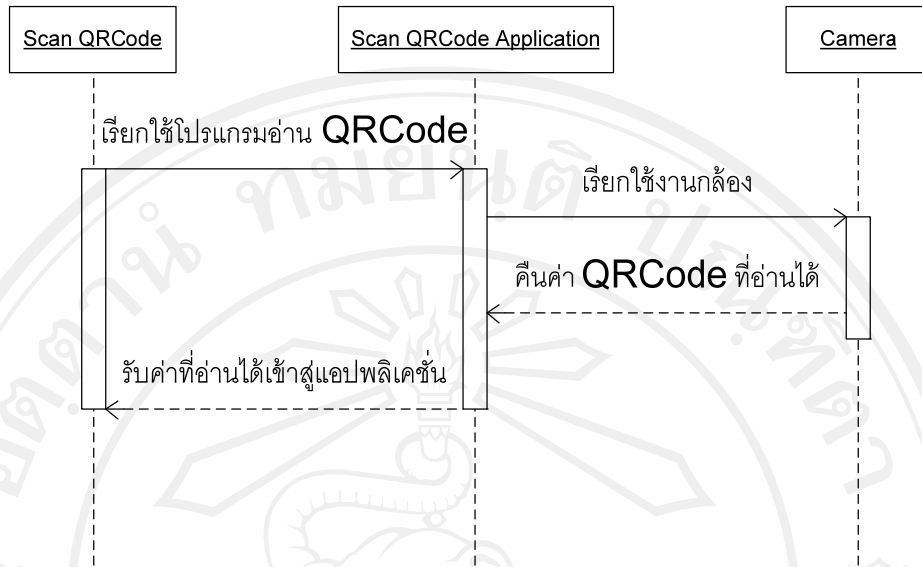 Scan QRCode
Scan QRCode Application
Camera
เรียกใช้โปรแกรมอ่าน QRCode
เรียกใช้งานกล้อง
คืนค่า QRCode ที่อ่านได้
รับค่าที่อ่านได้เข้าสู่แอปพลิเคชั่น